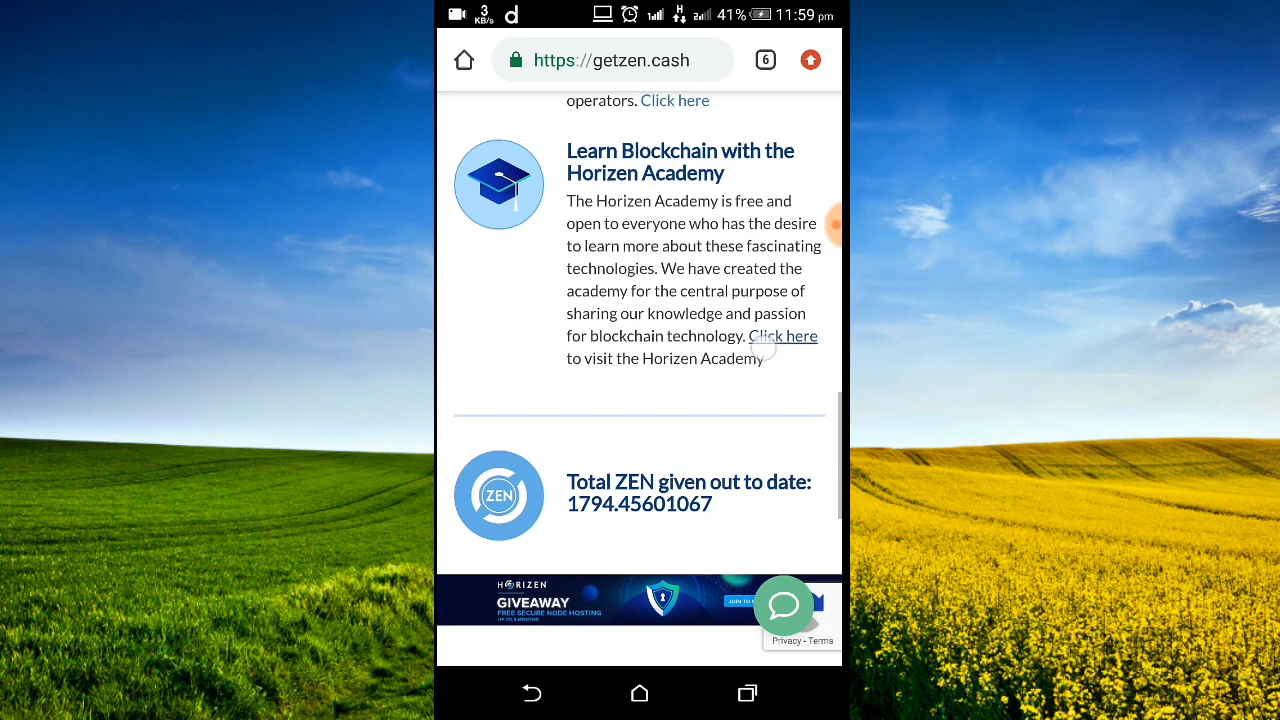 3
KB/s
d
H
2
41%
11:59 pm
https://getzen.cash
6
operators. Click here
Learn Blockchain with the
Horizen Academy
The Horizen Academy is free and
open to everyone who has the desire
to learn more about these fascinating
technologies. We have created the
academy for the central purpose of
sharing our knowledge and passion
for blockchain technology. Click here
to visit the Horizen Academy
ZEN
Total ZEN given out to date:
1794.45601067
HORIZEN
GIVEAWAY
FREE SECURE NODE HOSTING
JOIN TO
Privacy - Terms